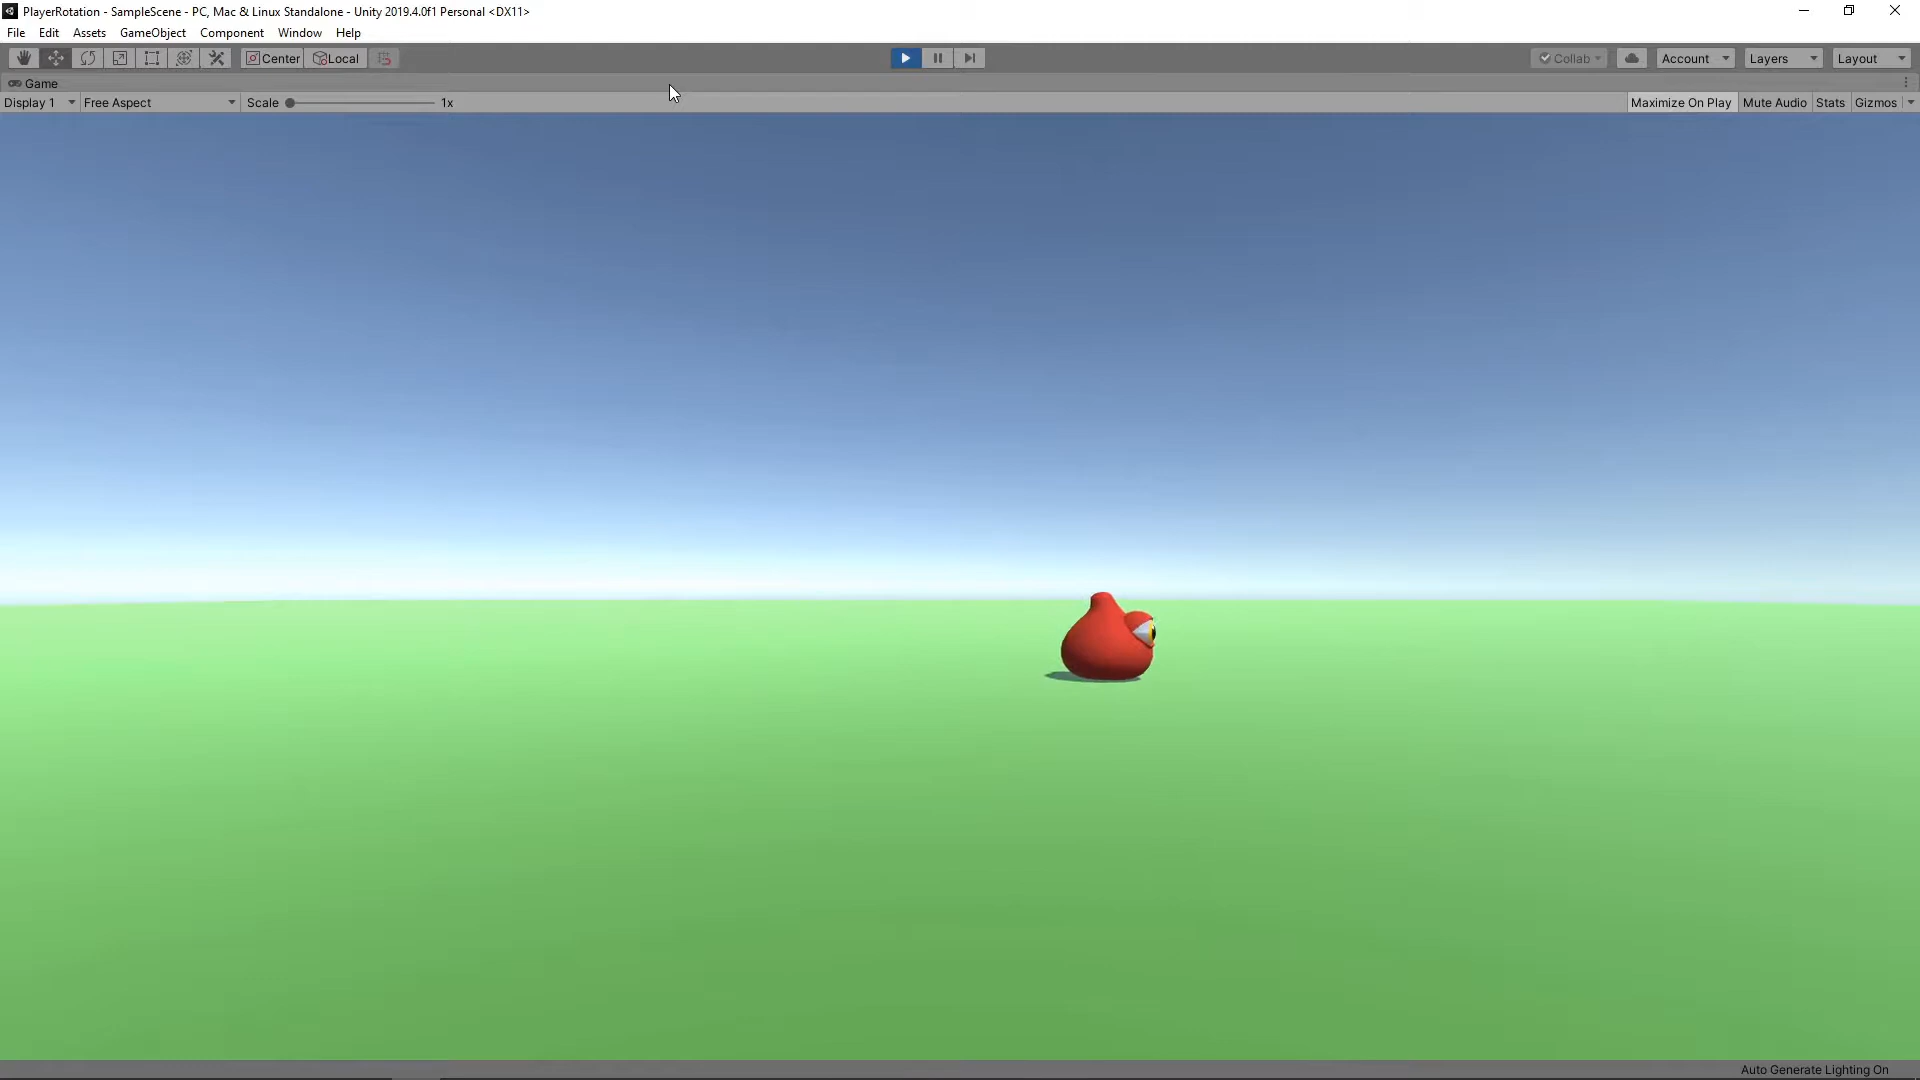 PlayerRotation - SampleScene - PC, Mac & Linux Standalone - Unity 2019.4.0f1 Personal <DX11>
File Edit Assets GameObject Component Window Help
Center Local Collab Account Layers Layout
Game
Display 1 Free Aspect Scale 1x Maximize On Play Mute Audio Stats Gizmos
Auto Generate Lighting On